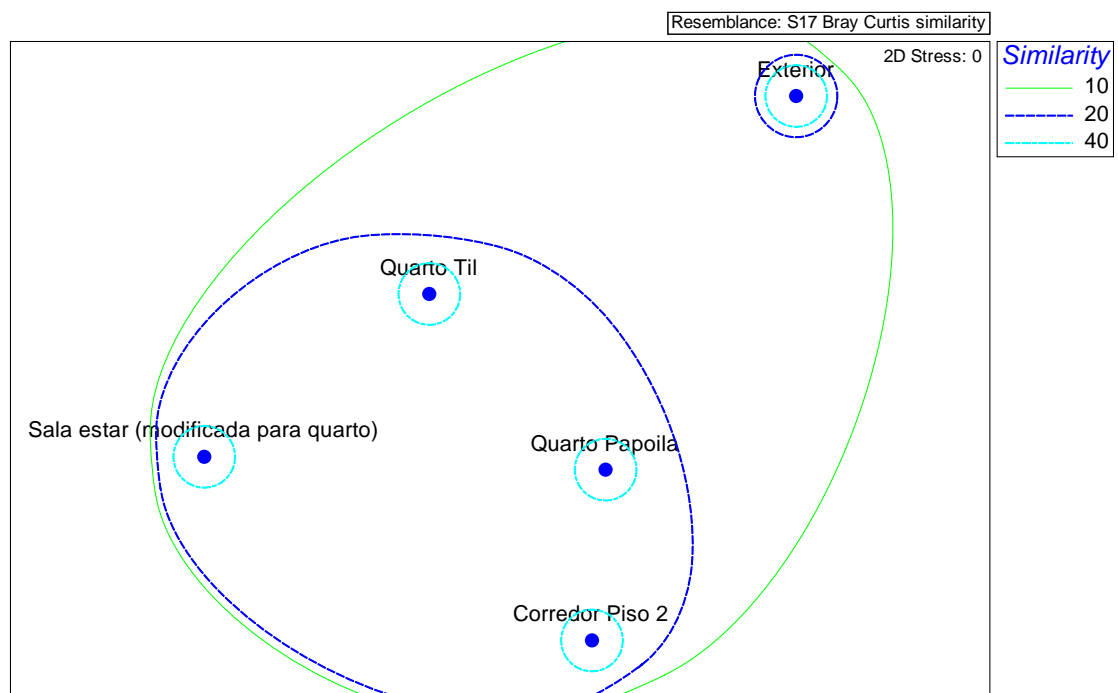 Resemblance: S17 Bray Curtis similarity
2D Stress: 0
Similarity
10
20
40
Exterior
Quarto Til
Sala estar (modificada para quarto)
Quarto Papoila
Corredor Piso 2